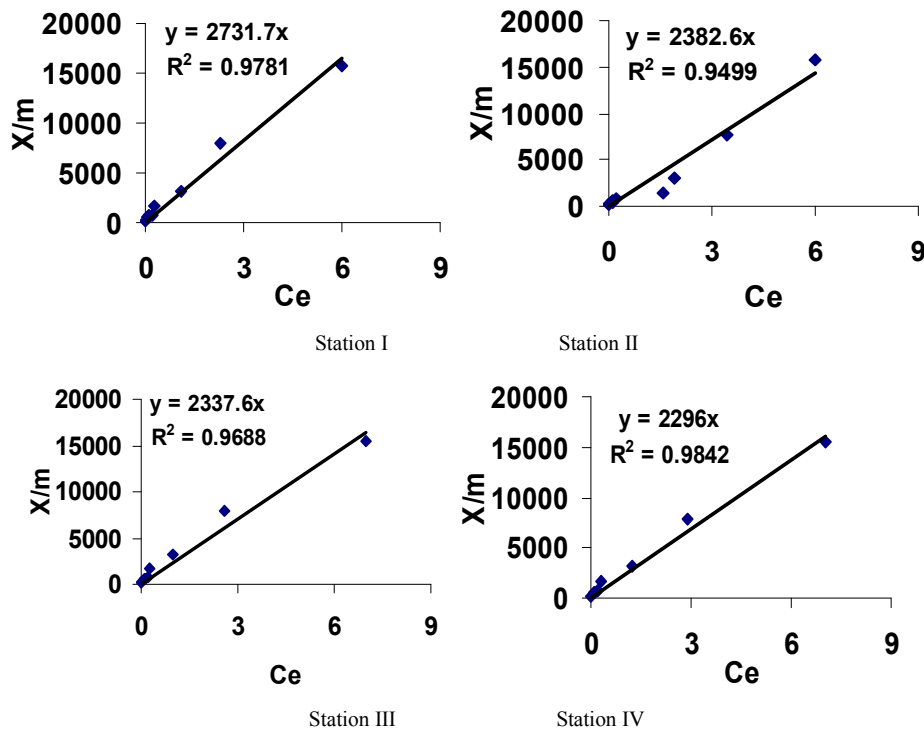 20000
15000
10000
5000
0
X/m
y = 2731.7x
R² = 0.9781
0 3 6 9
Ce
Station I
20000
15000
10000
5000
0
X/m
y = 2382.6x
R² = 0.9499
0 3 6 9
Ce
Station II
20000
15000
10000
5000
0
X/m
y = 2337.6x
R² = 0.9688
0 3 6 9
Ce
Station III
20000
15000
10000
5000
0
X/m
y = 2296x
R² = 0.9842
0 3 6 9
Ce
Station IV